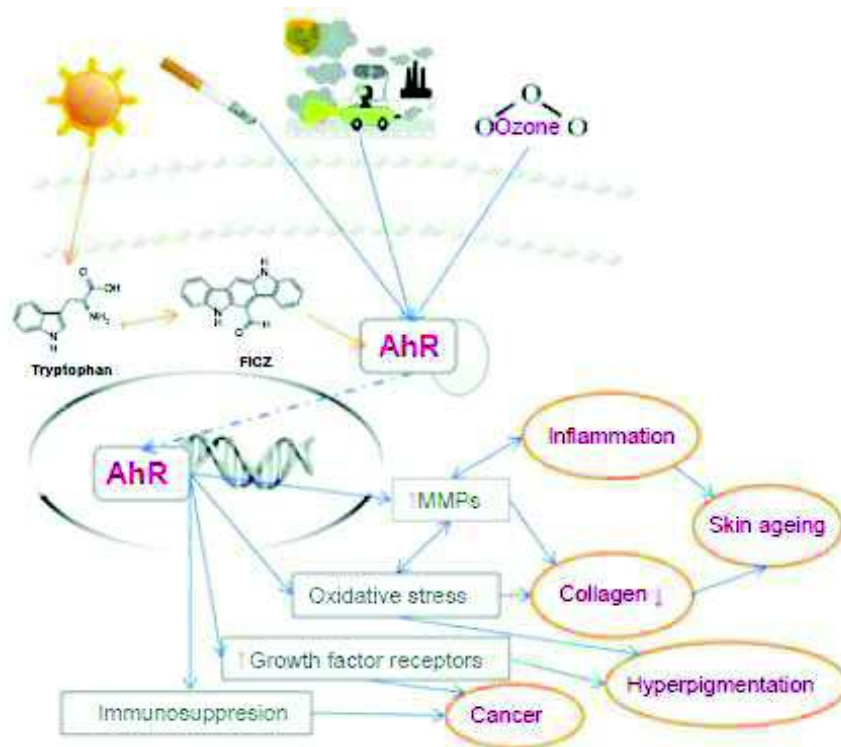 O
O O
Ozone
O
OH
NH2
N
H
Tryptophan
H
N
N
H
O
H
FICZ
AhR
AhR
Inflammation
↑MMPs
Skin ageing
Oxidative stress
Collagen ↓
↑Growth factor receptors
Hyperpigmentation
Immunosuppresion
Cancer